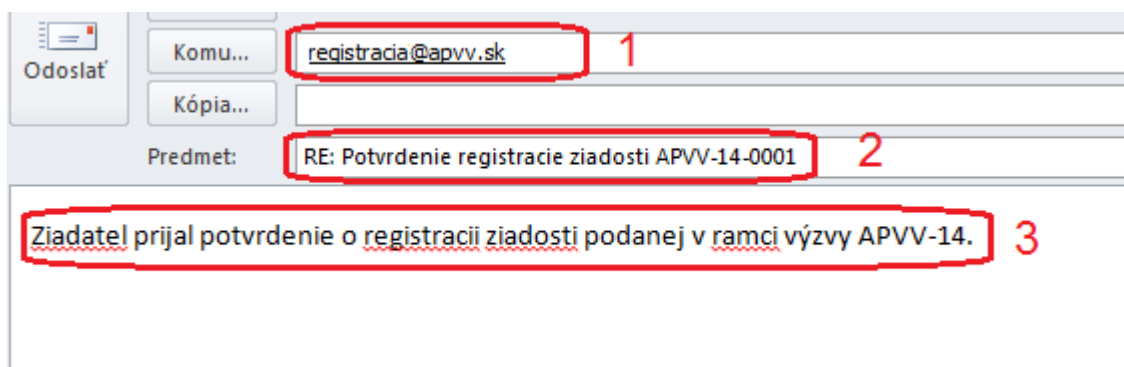 Komu...
registracia@apvv.sk
1
Odoslať
Kópia...
Predmet:
RE: Potvrdenie registracie ziadosti APVV-14-0001
2
Ziadatel prijal potvrdenie o registracii ziadosti podanej v ramci výzvy APVV-14.
3